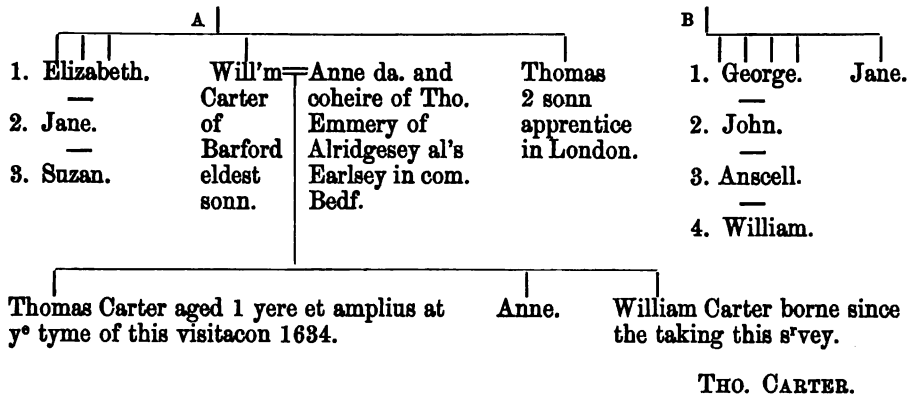 A
B
1. Elizabeth.
2. Jane.
3. Suzan.
Will'm
Carter
of
Barford
eldest
sonn.
Anne da. and
coheire of Tho.
Emmery of
Alridgesey al's
Earlsey in com.
Bedf.
Thomas
2 sonn
apprentice
in London.
1. George.
2. John.
3. Anscell.
4. William.
Jane.
Thomas Carter aged 1 yere et amplius at
yᵉ tyme of this visitacon 1634.
Anne.
William Carter borne since
the taking this sʳvey.
THO. CARTER.